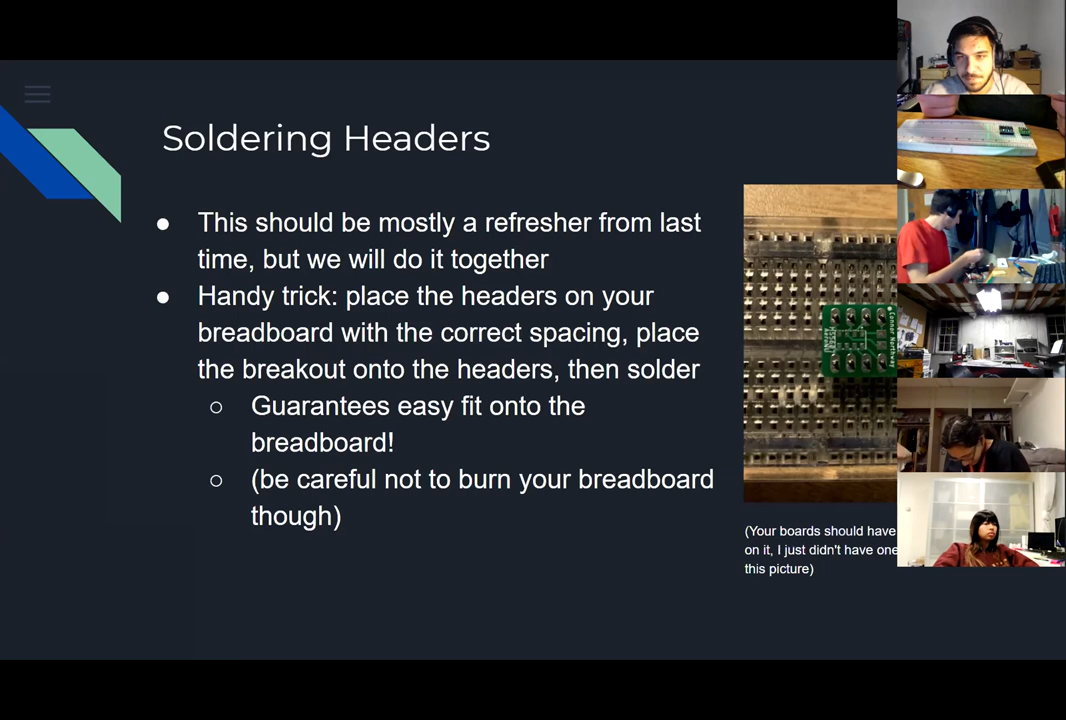 Soldering Headers
● This should be mostly a refresher from last
time, but we will do it together
● Handy trick: place the headers on your
breadboard with the correct spacing, place
the breakout onto the headers, then solder
○ Guarantees easy fit onto the
breadboard!
○ (be careful not to burn your breadboard
though)
Connor Northway
(Your boards should have
on it, I just didn't have one
this picture)